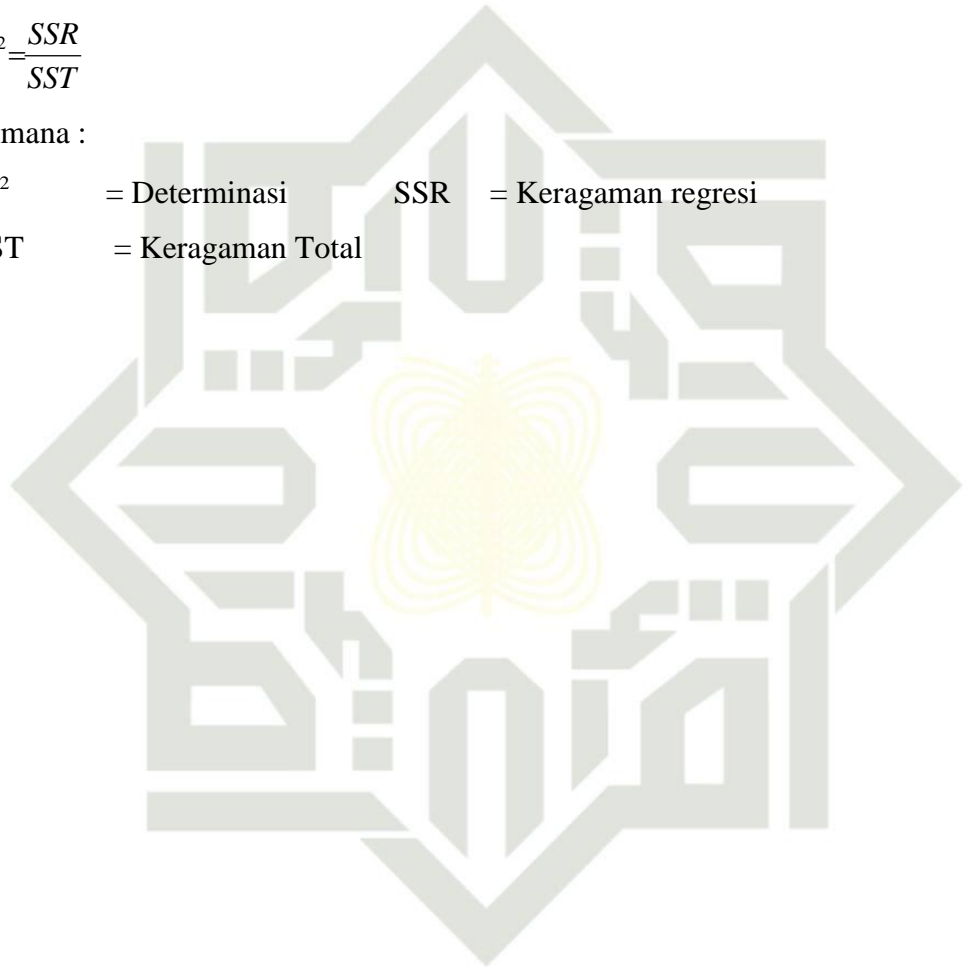 ²=SSR/SST
mana :
² = Determinasi SSR = Keragaman regresi
ST = Keragaman Total